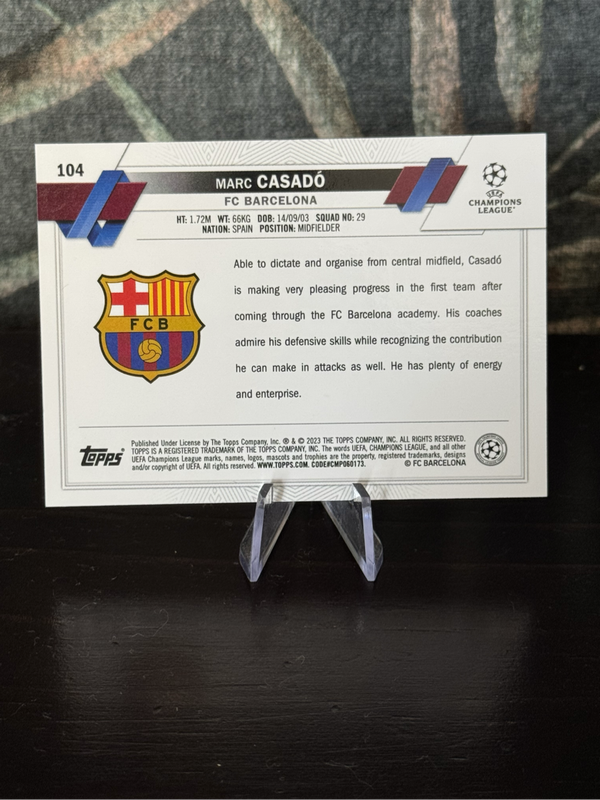 104
MARC CASADÓ
FC BARCELONA
HT: 1.72M WT: 66KG DOB: 14/09/03 SQUAD NO: 29
NATION: SPAIN POSITION: MIDFIELDER
UEFA
CHAMPIONS
LEAGUE®
Able to dictate and organise from central midfield, Casadó
is making very pleasing progress in the first team after
coming through the FC Barcelona academy. His coaches
admire his defensive skills while recognizing the contribution
he can make in attacks as well. He has plenty of energy
and enterprise.
FCB
Topps®
Published Under License by The Topps Company, Inc. ® & © 2023 THE TOPPS COMPANY, INC. ALL RIGHTS RESERVED.
TOPPS IS A REGISTERED TRADEMARK OF THE TOPPS COMPANY, INC. The words UEFA, CHAMPIONS LEAGUE, and all other
UEFA Champions League marks, names, logos, mascots and trophies are the property, registered trademarks, designs
and/or copyright of UEFA. All rights reserved. WWW.TOPPS.COM. CODE#CMP060173. © FC BARCELONA